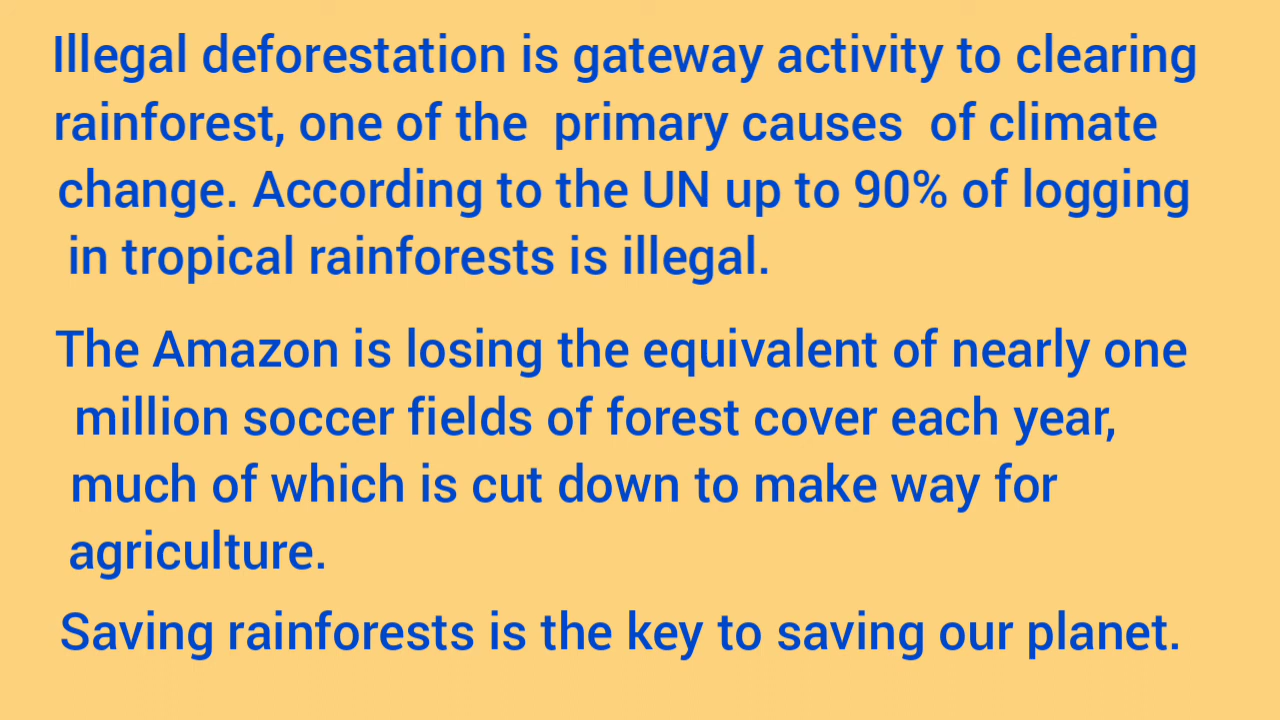 Illegal deforestation is gateway activity to clearing
rainforest, one of the primary causes of climate
change. According to the UN up to 90% of logging
in tropical rainforests is illegal.
The Amazon is losing the equivalent of nearly one
million soccer fields of forest cover each year,
much of which is cut down to make way for
agriculture.
Saving rainforests is the key to saving our planet.